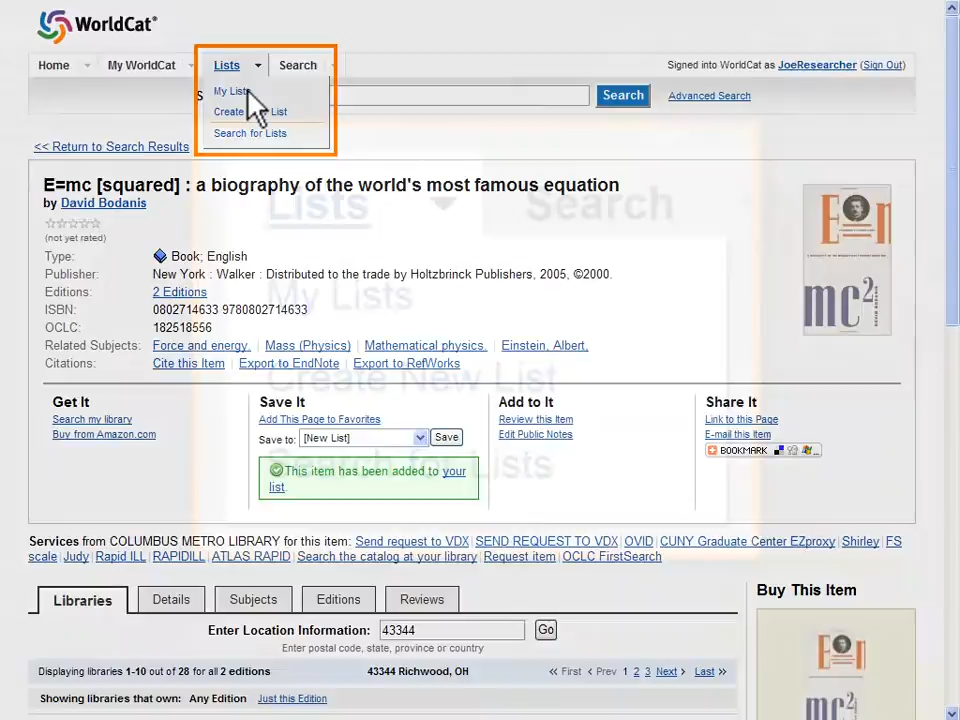 WorldCat®
Home My WorldCat Lists Search Signed into WorldCat as JoeResearcher (Sign Out)
My Lists
S Search Advanced Search
Create List
Search for Lists
<< Return to Search Results
E=mc [squared] : a biography of the world's most famous equation
by David Bodanis
(not yet rated)
Lists Search
Type: Book; English
Publisher: New York : Walker : Distributed to the trade by Holtzbrinck Publishers, 2005, ©2000.
Editions: 2 Editions
My Lists
ISBN: 0802714633 9780802714633
OCLC: 182518556
Related Subjects: Force and energy. | Mass (Physics) | Mathematical physics. | Einstein, Albert,
Citations: Cite this Item | Export to EndNote | Export to RefWorks
Create New List
Get It
Search my library
Buy from Amazon.com
Save It
Add This Page to Favorites
Save to: [New List] Save
This item has been added to your
list.
Search for Lists
Add to It
Review this Item
Edit Public Notes
Share It
Link to this Page
E-mail this Item
BOOKMARK
Services from COLUMBUS METRO LIBRARY for this item: Send request to VDX | SEND REQUEST TO VDX | OVID | CUNY Graduate Center EZproxy | Shirley | FS
scale | Judy | Rapid ILL | RAPIDILL | ATLAS RAPID | Search the catalog at your library | Request item | OCLC FirstSearch
Libraries Details Subjects Editions Reviews
Enter Location Information: 43344 Go
Enter postal code, state, province or country
Displaying libraries 1-10 out of 28 for all 2 editions 43344 Richwood, OH << First < Prev 1 2 3 Next > Last >>
Showing libraries that own: Any Edition Just this Edition
Buy This Item
mc²